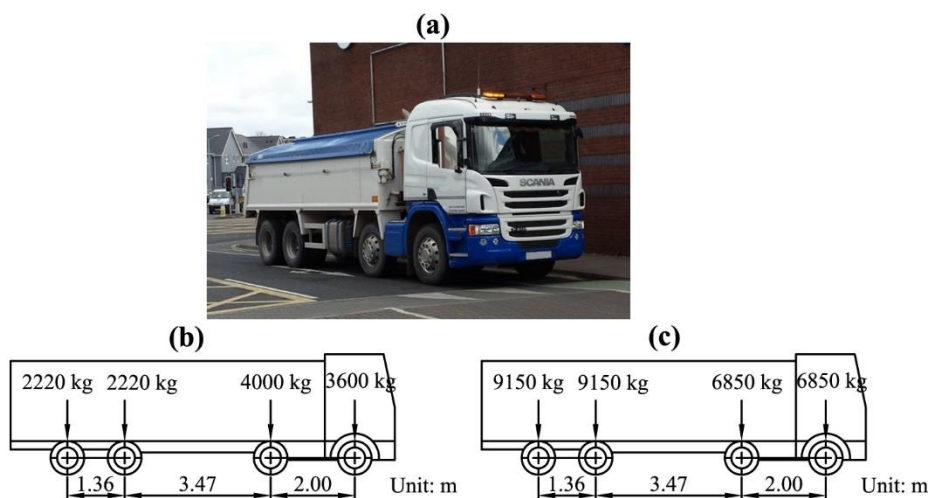 (a)
SCANIA
(b)
(c)
2220 kg 2220 kg 4000 kg 3600 kg
9150 kg 9150 kg 6850 kg 6850 kg
1.36 3.47 2.00 Unit: m
1.36 3.47 2.00 Unit: m